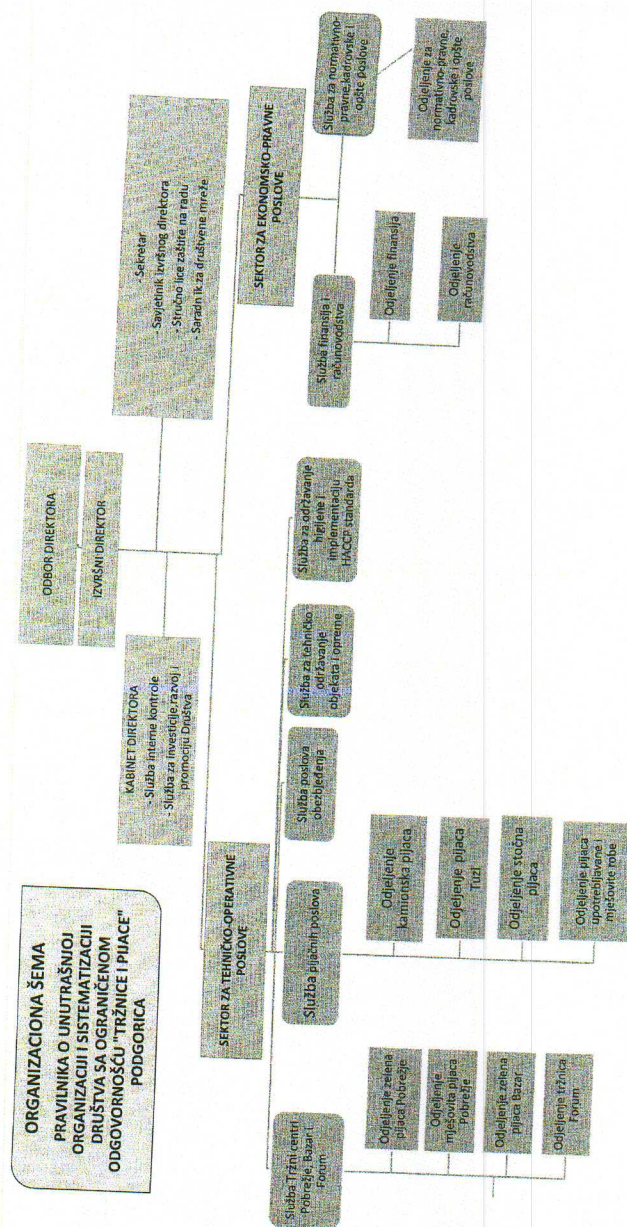 ORGANIZACIONA ŠEMA
PRAVILNIKA O UNUTRAŠNJOJ
ORGANIZACIJI I SISTEMATIZACIJI
DRUŠTVA SA OGRANIČENOM
ODGOVORNOŠĆU "TRŽNICE I PIJACE"
PODGORICA
ODBOR DIREKTORA
IZVRŠNI DIREKTOR
KABINET DIREKTORA
- Služba interne kontrole
- Služba za investicije,razvoj i
promociju Društva
- Sekretar
- Savjetnik izvršnog direktora
- Stručno lice zaštite na radu
- Saradnik za društvene mreže
SEKTOR ZA TEHNIČKO-OPERATIVNE
POSLOVE
SEKTOR ZA EKONOMSKO-PRAVNE
POSLOVE
Služba Tržni centri
Pobrežje, Bazar i
Forum
Služba pijačnih poslova
Služba poslova
obezbjeđenja
Služba za tehničko
održavanje
objekata i opreme
Služba za održavanje
higijene i
implementaciju
HACCP standarda
Služba finansija i
računovodstva
Služba za normativno-
pravne,kadrovske i
opšte poslove
Odjeljenje zelena
pijaca Pobrežje
Odjeljenje
mješovita pijaca
Pobrežje
Odjeljenje zelena
pijaca Bazar
Odjeljenje tržnica
Forum
Odjeljenje
kamionska pijaca
Odjeljenje pijaca
Tuzi
Odjeljenje stočna
pijaca
Odjeljenje pijaca
upotrebljavane i
mješovite robe
Odjeljenje finansija
Odjeljenje
računovodstva
Odjeljenje za
normativno-pravne,
kadrovske i opšte
poslove